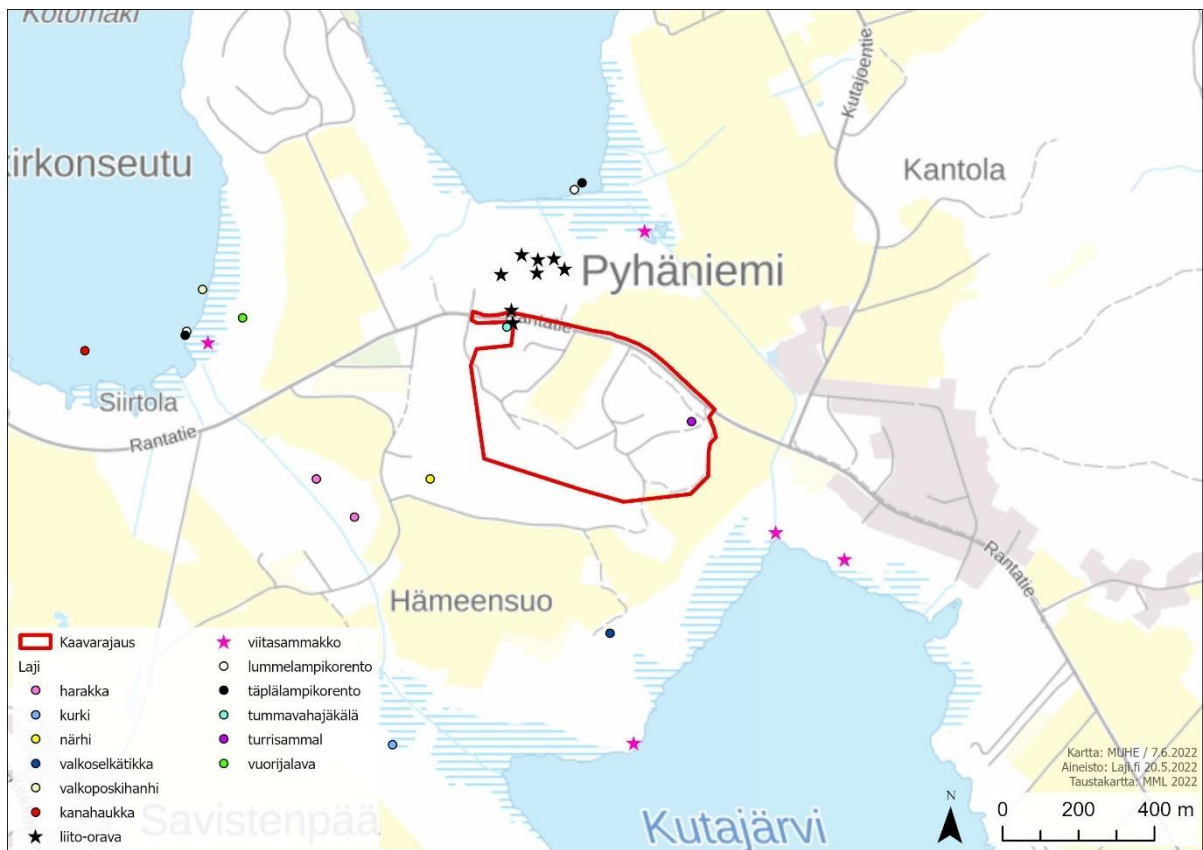 Kotomäki
kirkonseutu
Kutajoentie
Kantola
Pyhäniemi
Rantatie
Siirtola
Rantatie
Rantatie
Hämeensuo
Savistenpää
Kutajärvi
Kaavarajaus
Laji
harakka
kurki
närhi
valkoselkätikka
valkoposkihanhi
kanahaukka
liito-orava
viitasammakko
lummelampikorento
täplälampikorento
tummavahajäkälä
turrisammal
vuorijalava
Kartta: MUHE / 7.6.2022
Aineisto: Laji.fi 20.5.2022
Taustakartta: MML 2022
N
0 200 400 m